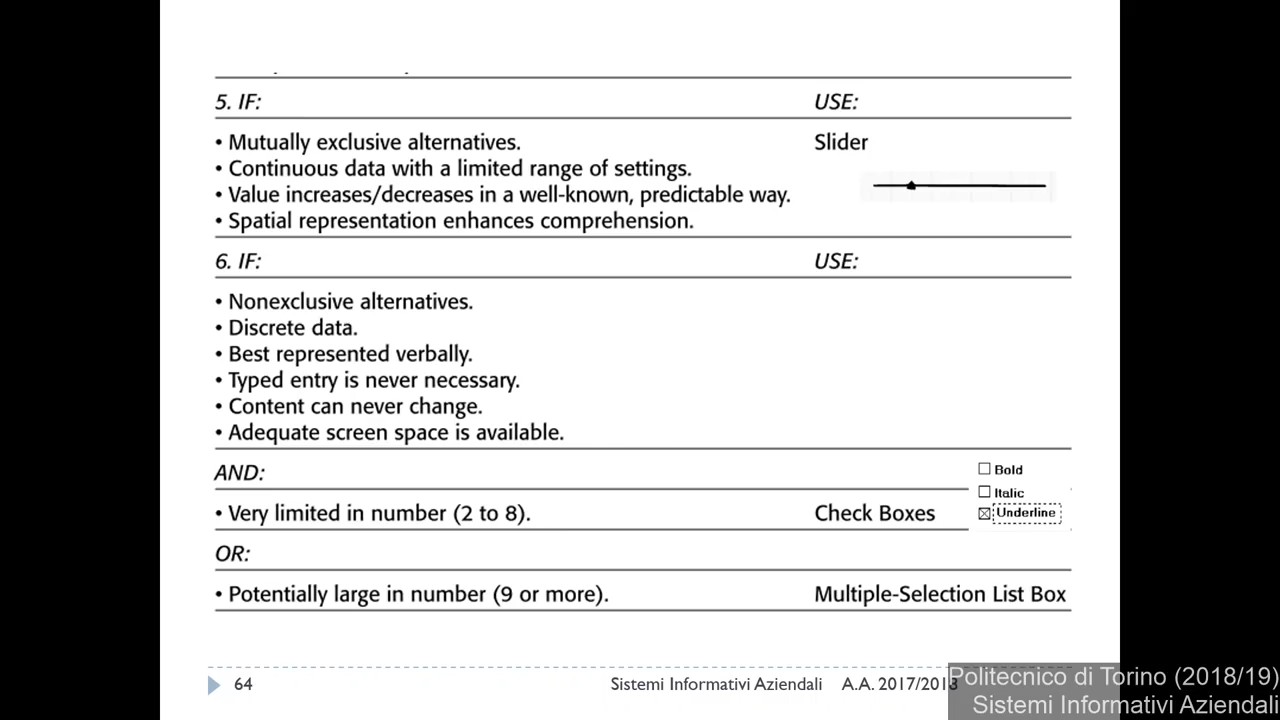 5. IF: USE:
• Mutually exclusive alternatives. Slider
• Continuous data with a limited range of settings.
• Value increases/decreases in a well-known, predictable way.
• Spatial representation enhances comprehension.
6. IF: USE:
• Nonexclusive alternatives.
• Discrete data.
• Best represented verbally.
• Typed entry is never necessary.
• Content can never change.
• Adequate screen space is available.
AND:
Bold
Italic
Underline
• Very limited in number (2 to 8). Check Boxes
OR:
• Potentially large in number (9 or more). Multiple-Selection List Box
64 Sistemi Informativi Aziendali A.A. 2017/2018
Politecnico di Torino (2018/19)
Sistemi Informativi Aziendali